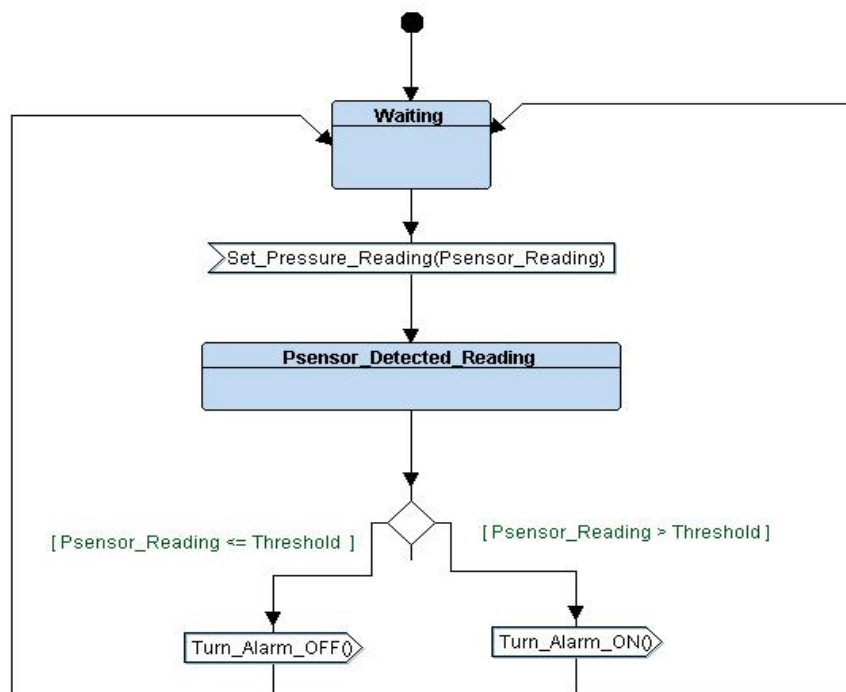 Waiting
Set_Pressure_Reading(Psensor_Reading)
Psensor_Detected_Reading
[ Psensor_Reading <= Threshold ]
[ Psensor_Reading > Threshold ]
Turn_Alarm_OFF()
Turn_Alarm_ON()